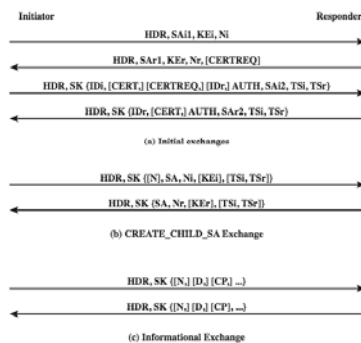 Initiator Responder
HDR, SAi1, KEi, Ni
HDR, SAr1, KEr, Nr, [CERTREQ]
HDR, SK {IDi, [CERT,] [CERTREQ,] [IDr,] AUTH, SAi2, TSi, TSr}
HDR, SK {IDr, [CERT,] AUTH, SAr2, TSi, TSr}
(a) Initial exchanges
HDR, SK {[N], SA, Ni, [KEi], [TSi, TSr]}
HDR, SK {SA, Nr, [KEr], [TSi, TSr]}
(b) CREATE_CHILD_SA Exchange
HDR, SK {[N,] [D,] [CP,] ...}
HDR, SK {[N,] [D,] [CP], ...}
(c) Informational Exchange